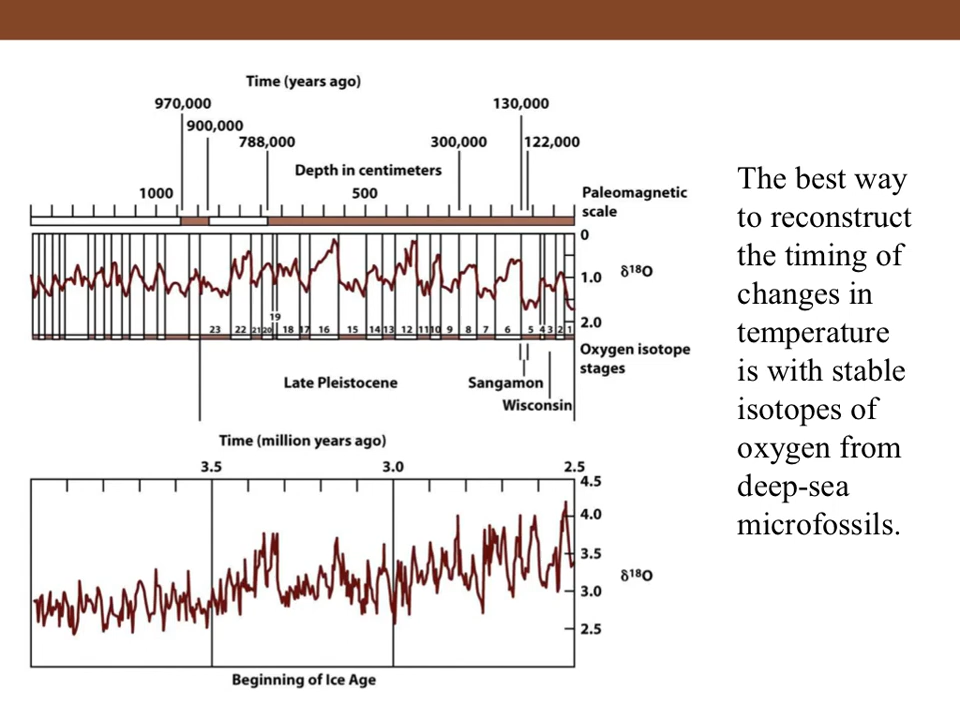 Time (years ago)
970,000
130,000
900,000
788,000
300,000
122,000
Depth in centimeters
1000
500
Paleomagnetic
scale
0
δ18O
1.0
2.0
19
23 22 21 20 18 17 16 15 14 13 12 11 10 9 8 7 6 5 4 3 2 1
Oxygen isotope
stages
Late Pleistocene
Sangamon
Wisconsin
Time (million years ago)
3.5
3.0
2.5
4.5
4.0
3.5
δ18O
3.0
2.5
Beginning of Ice Age
The best way
to reconstruct
the timing of
changes in
temperature
is with stable
isotopes of
oxygen from
deep-sea
microfossils.